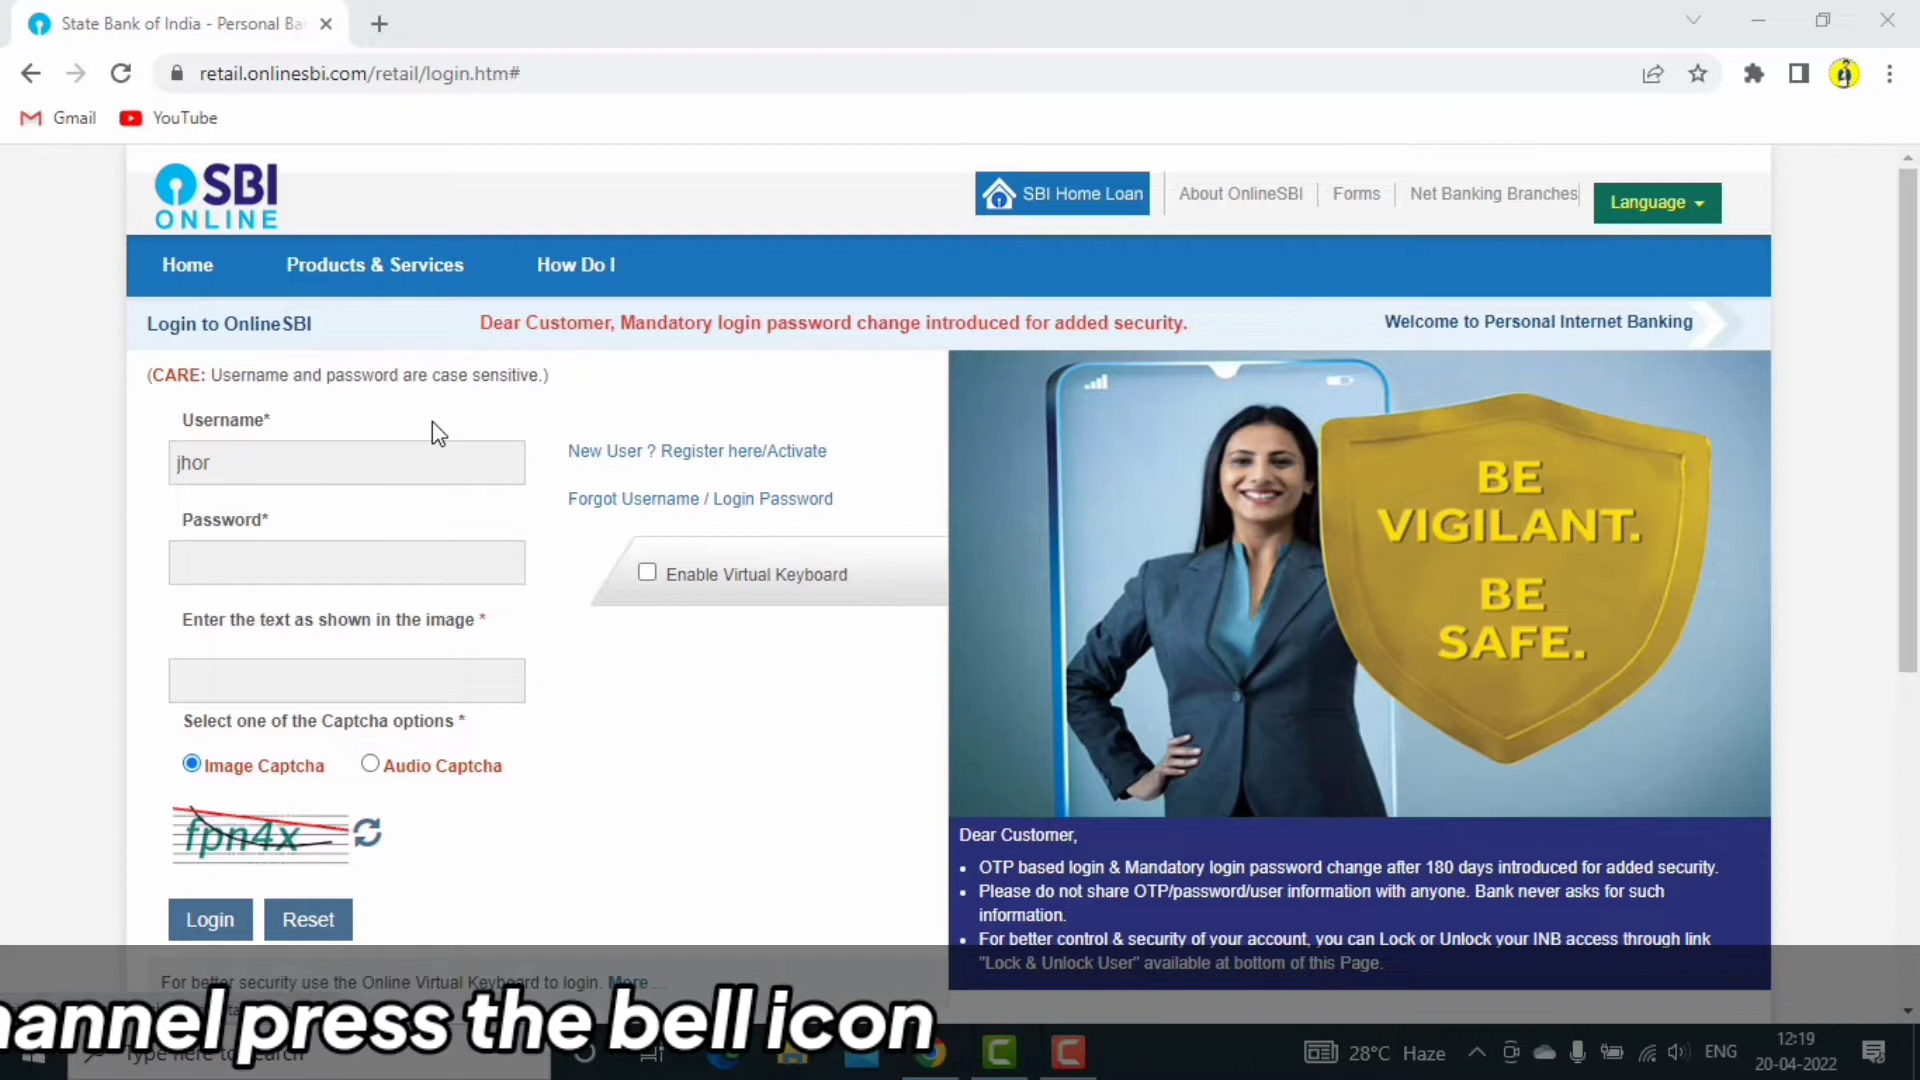 State Bank of India - Personal Ba
retail.onlinesbi.com/retail/login.htm#
Gmail YouTube
SBI
ONLINE
SBI Home Loan About OnlineSBI Forms Net Banking Branches Language
Home Products & Services How Do I
Login to OnlineSBI Dear Customer, Mandatory login password change introduced for added security. Welcome to Personal Internet Banking
(CARE: Username and password are case sensitive.)
Username*
jhor
New User ? Register here/Activate
Forgot Username / Login Password
Password*
Enable Virtual Keyboard
Enter the text as shown in the image *
Select one of the Captcha options *
Image Captcha Audio Captcha
fpn4x
Login Reset
For better security use the Online Virtual Keyboard to login. More ...
BE
VIGILANT.
BE
SAFE.
Dear Customer,
OTP based login & Mandatory login password change after 180 days introduced for added security.
Please do not share OTP/password/user information with anyone. Bank never asks for such
information.
For better control & security of your account, you can Lock or Unlock your INB access through link
"Lock & Unlock User" available at bottom of this Page.
hannel press the bell icon
Type here to search
28°C Haze ENG 12:19
20-04-2022